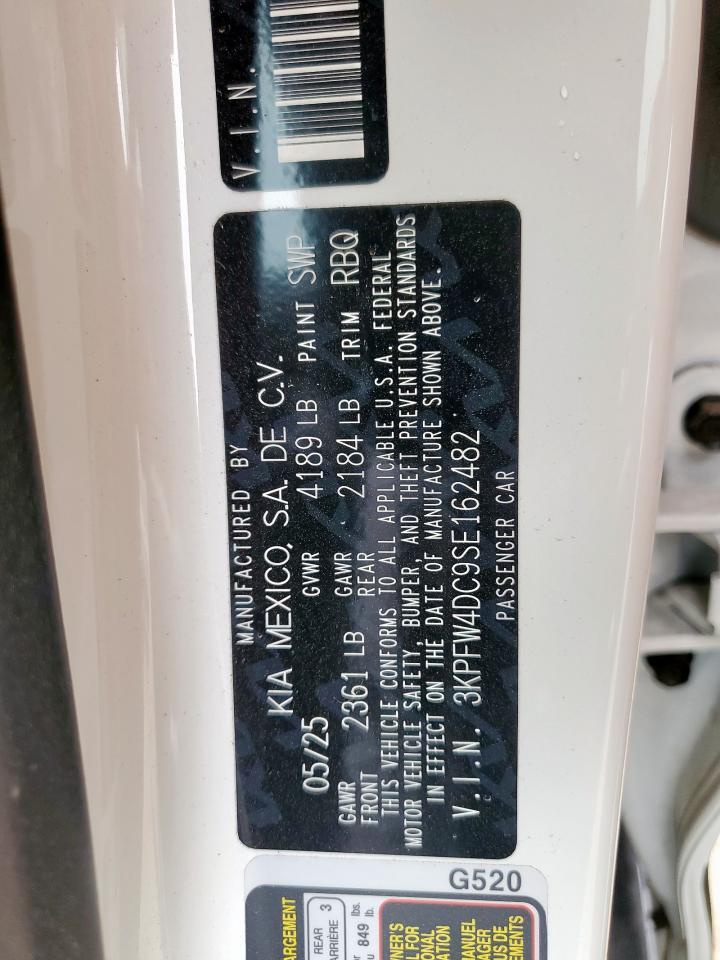 V.I.N.
MANUFACTURED BY
KIA MEXICO, S.A. DE C.V.
05/25 GVWR 4189 LB PAINT SWP
GAWR FRONT 2361 LB GAWR REAR 2184 LB TRIM RBQ
THIS VEHICLE CONFORMS TO ALL APPLICABLE U.S.A. FEDERAL
MOTOR VEHICLE SAFETY, BUMPER, AND THEFT PREVENTION STANDARDS
IN EFFECT ON THE DATE OF MANUFACTURE SHOWN ABOVE.
V.I.N. 3KPFW4DC9SE162482
PASSENGER CAR
G520
REAR 3
849 lbs.
lb.